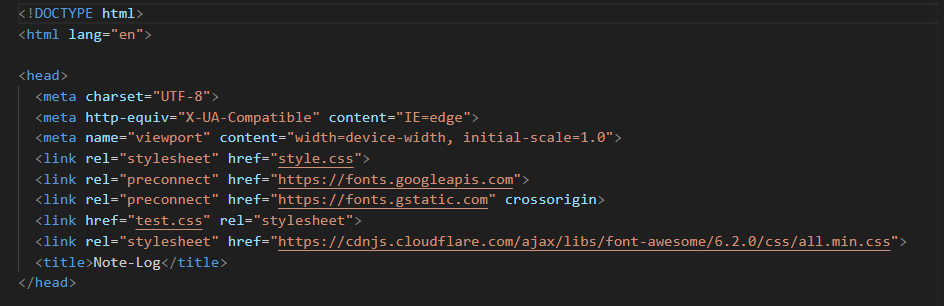 <!DOCTYPE html>
<html lang="en">
<head>
<meta charset="UTF-8">
<meta http-equiv="X-UA-Compatible" content="IE=edge">
<meta name="viewport" content="width=device-width, initial-scale=1.0">
<link rel="stylesheet" href="style.css">
<link rel="preconnect" href="https://fonts.googleapis.com">
<link rel="preconnect" href="https://fonts.gstatic.com" crossorigin>
<link href="test.css" rel="stylesheet">
<link rel="stylesheet" href="https://cdnjs.cloudflare.com/ajax/libs/font-awesome/6.2.0/css/all.min.css">
<title>Note-Log</title>
</head>